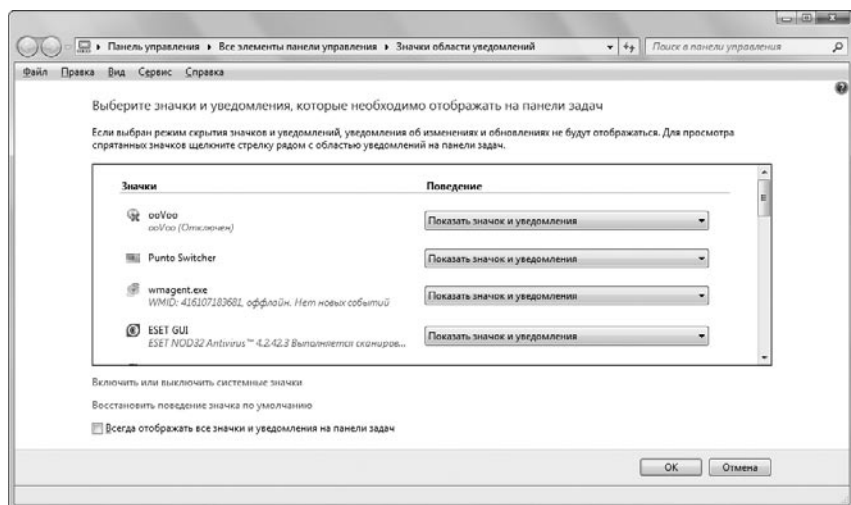 Панель управления ▸ Все элементы панели управления ▸ Значки области уведомлений
Поиск в панели управления
Файл Правка Вид Сервис Справка
Выберите значки и уведомления, которые необходимо отображать на панели задач
Если выбран режим скрытия значков и уведомлений, уведомления об изменениях и обновлениях не будут отображаться. Для просмотра
спрятанных значков щелкните стрелку рядом с областью уведомлений на панели задач.
Значки Поведение
ooVoo
ooVoo (Отключен)
Показать значок и уведомления
Punto Switcher
Показать значок и уведомления
wmagent.exe
WMID: 416107183681, оффлайн. Нет новых событий
Показать значок и уведомления
ESET GUI
ESET NOD32 Antivirus™ 4.2.42.3 Выполняется сканиров...
Показать значок и уведомления
Включить или выключить системные значки
Восстановить поведение значка по умолчанию
Всегда отображать все значки и уведомления на панели задач
ОК Отмена